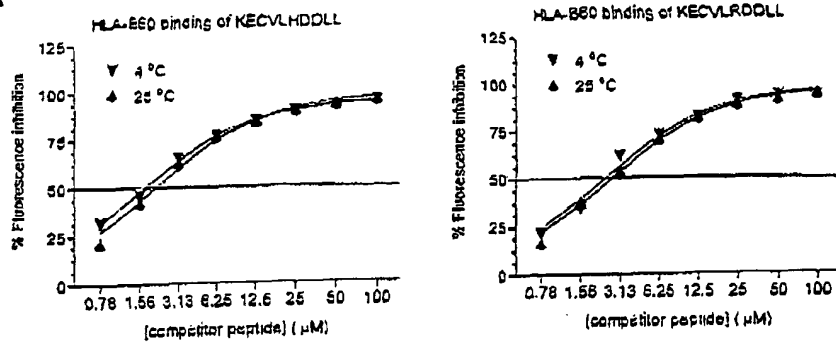 HLA-B60 binding of KECVLHDDLL
125
100
75
50
25
0
% Fluorescence inhibition
4 °C
25 °C
0.78 1.56 3.13 6.25 12.5 25 50 100
[competitor peptide] ( µM)
HLA-B60 binding of KECVLRDDLL
125
100
75
50
25
0
% Fluorescence inhibition
4 °C
25 °C
0.78 1.56 3.13 6.25 12.5 25 50 100
[competitor peptide] ( µM)